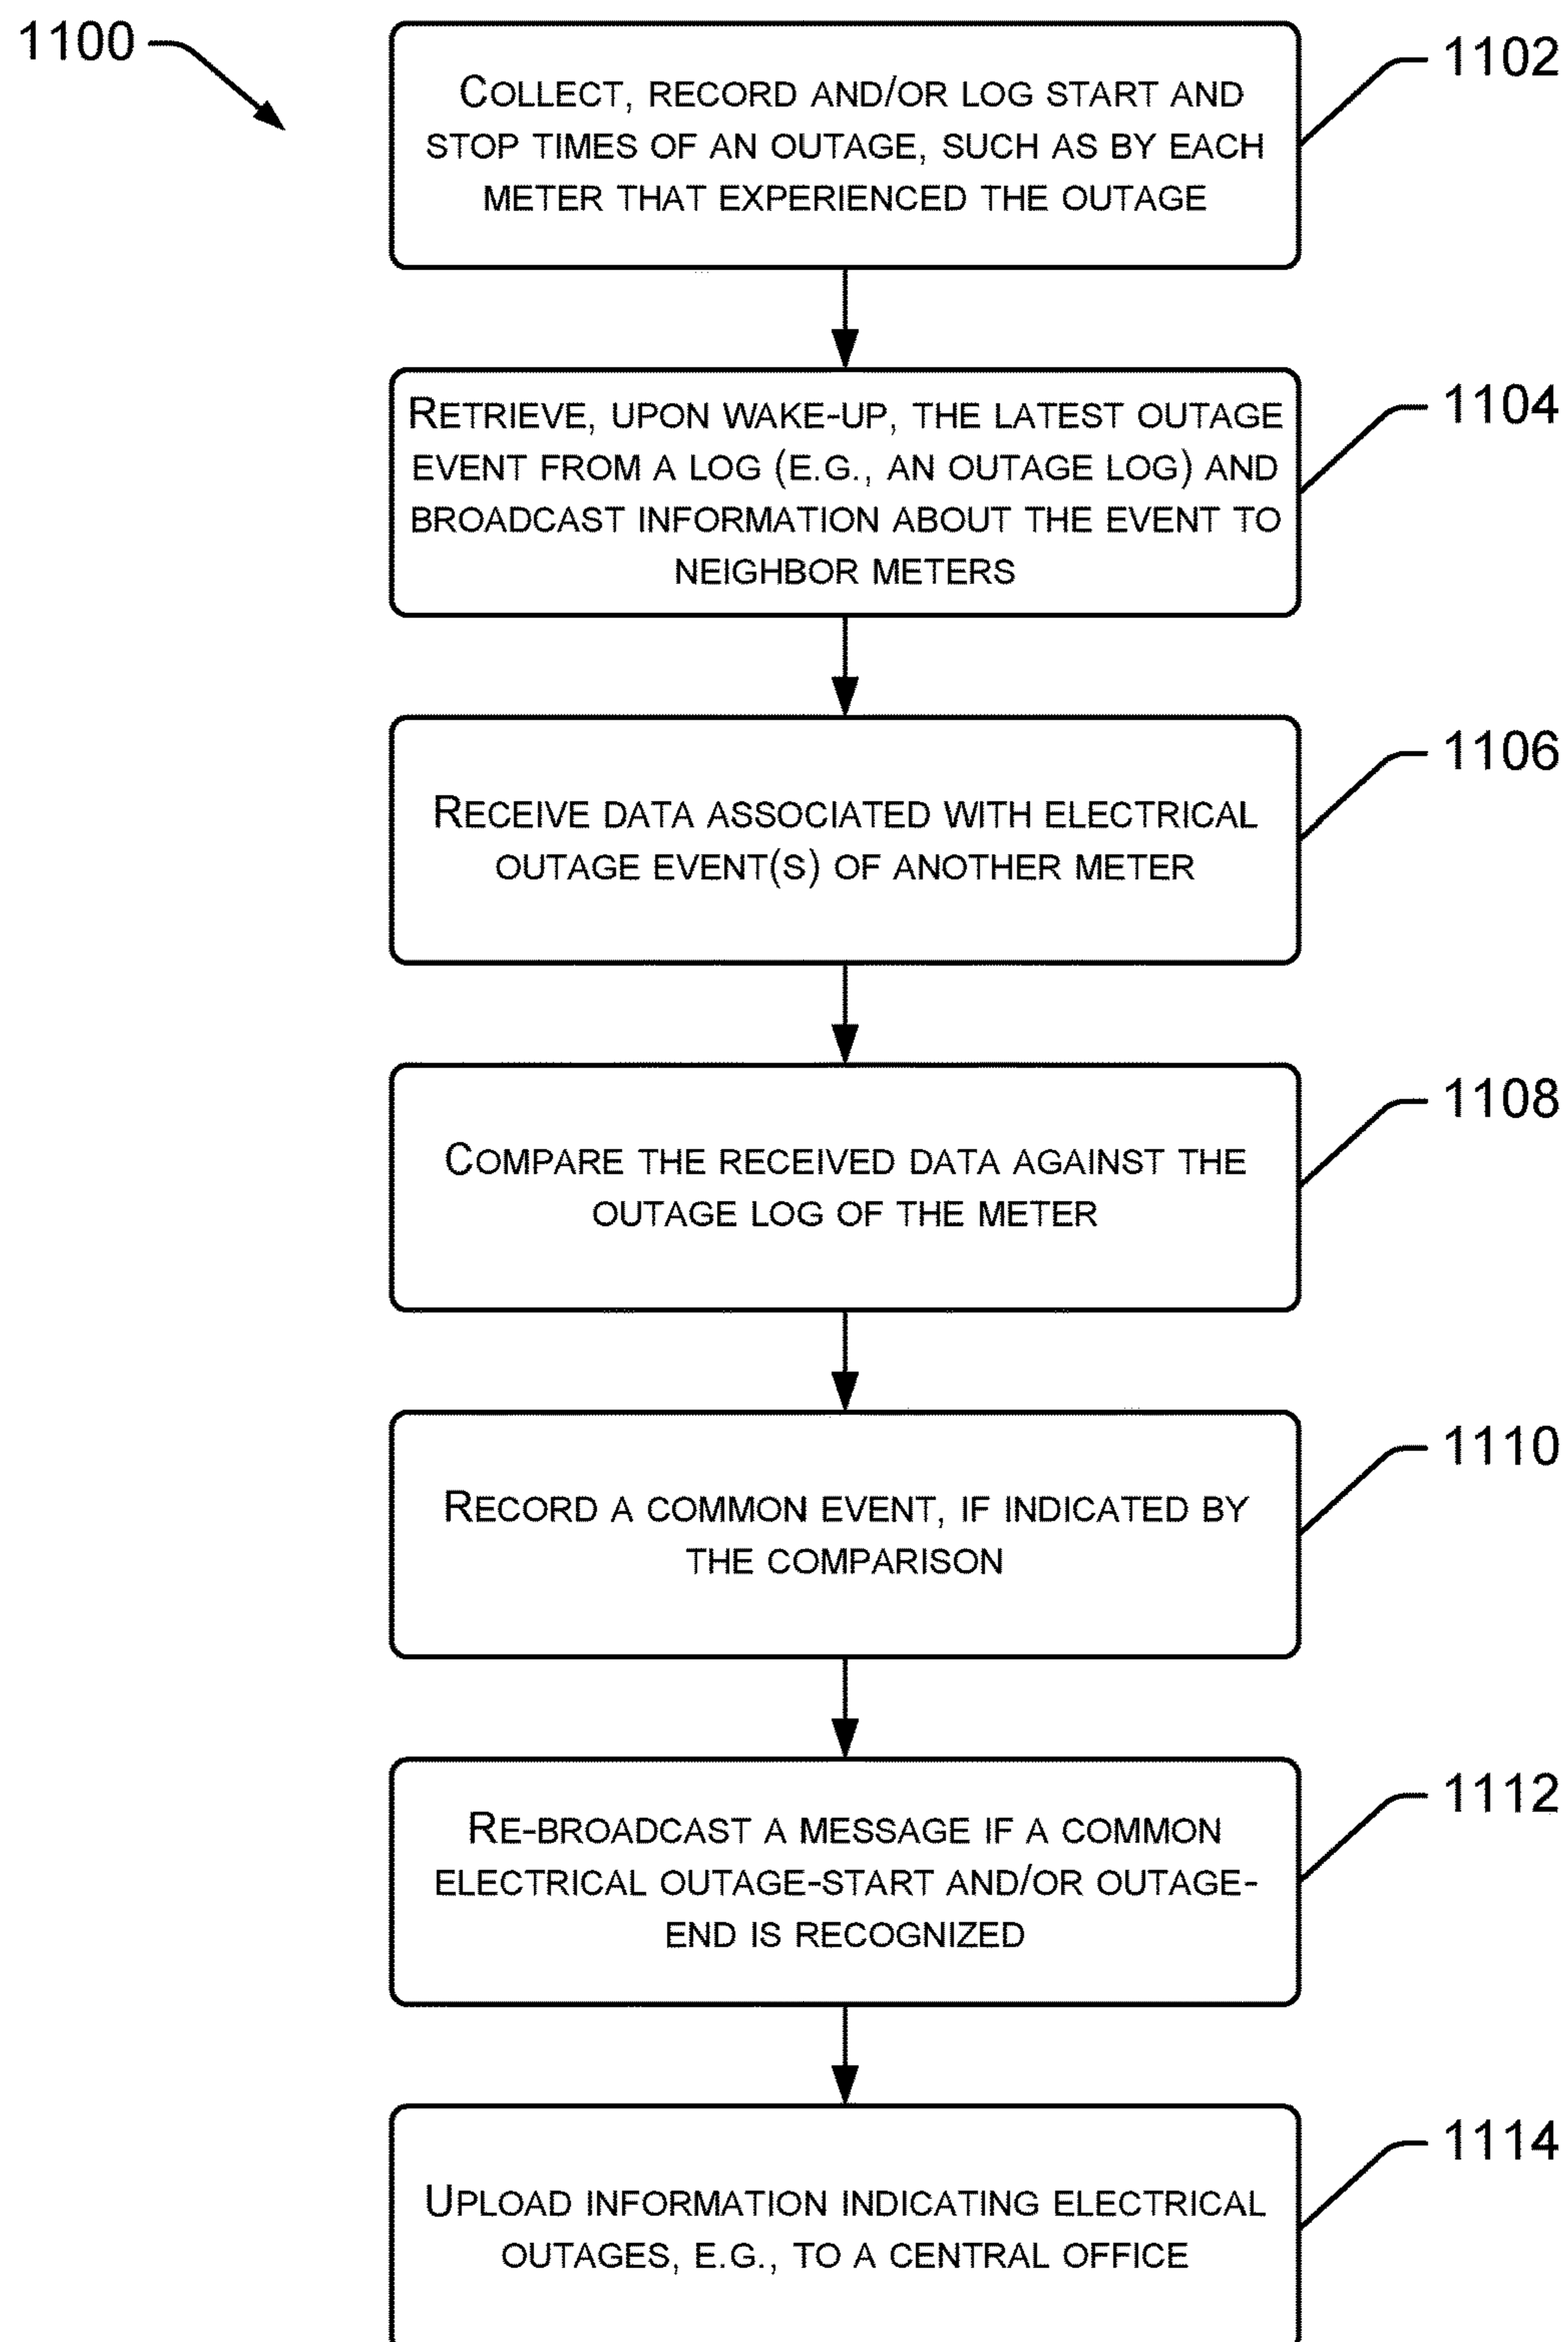 1100
1102
COLLECT, RECORD AND/OR LOG START AND
STOP TIMES OF AN OUTAGE, SUCH AS BY EACH
METER THAT EXPERIENCED THE OUTAGE
1104
RETRIEVE, UPON WAKE-UP, THE LATEST OUTAGE
EVENT FROM A LOG (E.G., AN OUTAGE LOG) AND
BROADCAST INFORMATION ABOUT THE EVENT TO
NEIGHBOR METERS
1106
RECEIVE DATA ASSOCIATED WITH ELECTRICAL
OUTAGE EVENT(S) OF ANOTHER METER
1108
COMPARE THE RECEIVED DATA AGAINST THE
OUTAGE LOG OF THE METER
1110
RECORD A COMMON EVENT, IF INDICATED BY
THE COMPARISON
1112
RE-BROADCAST A MESSAGE IF A COMMON
ELECTRICAL OUTAGE-START AND/OR OUTAGE-
END IS RECOGNIZED
1114
UPLOAD INFORMATION INDICATING ELECTRICAL
OUTAGES, E.G., TO A CENTRAL OFFICE